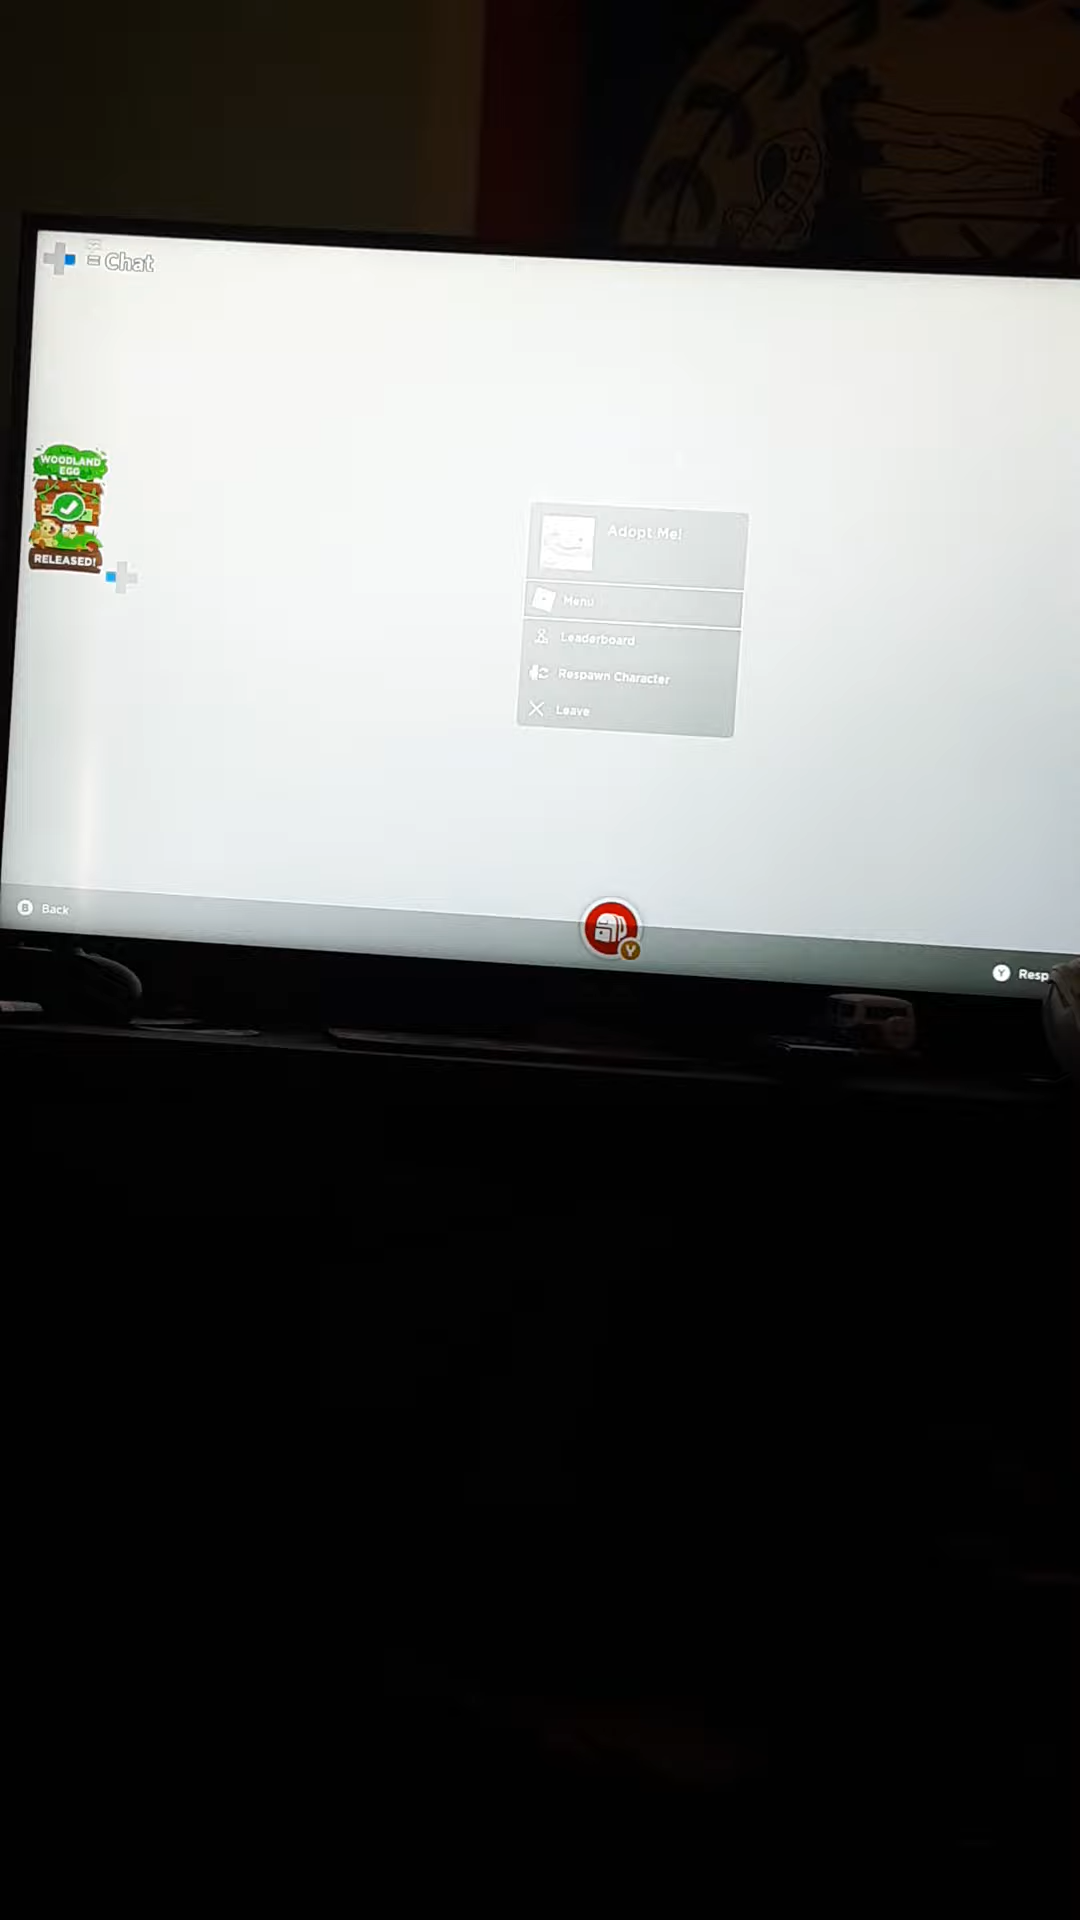 = Chat
WOODLAND
EGG
RELEASED!
Adopt Me!
Menu
Leaderboard
Respawn Character
Leave
B Back
Y
Y Resp